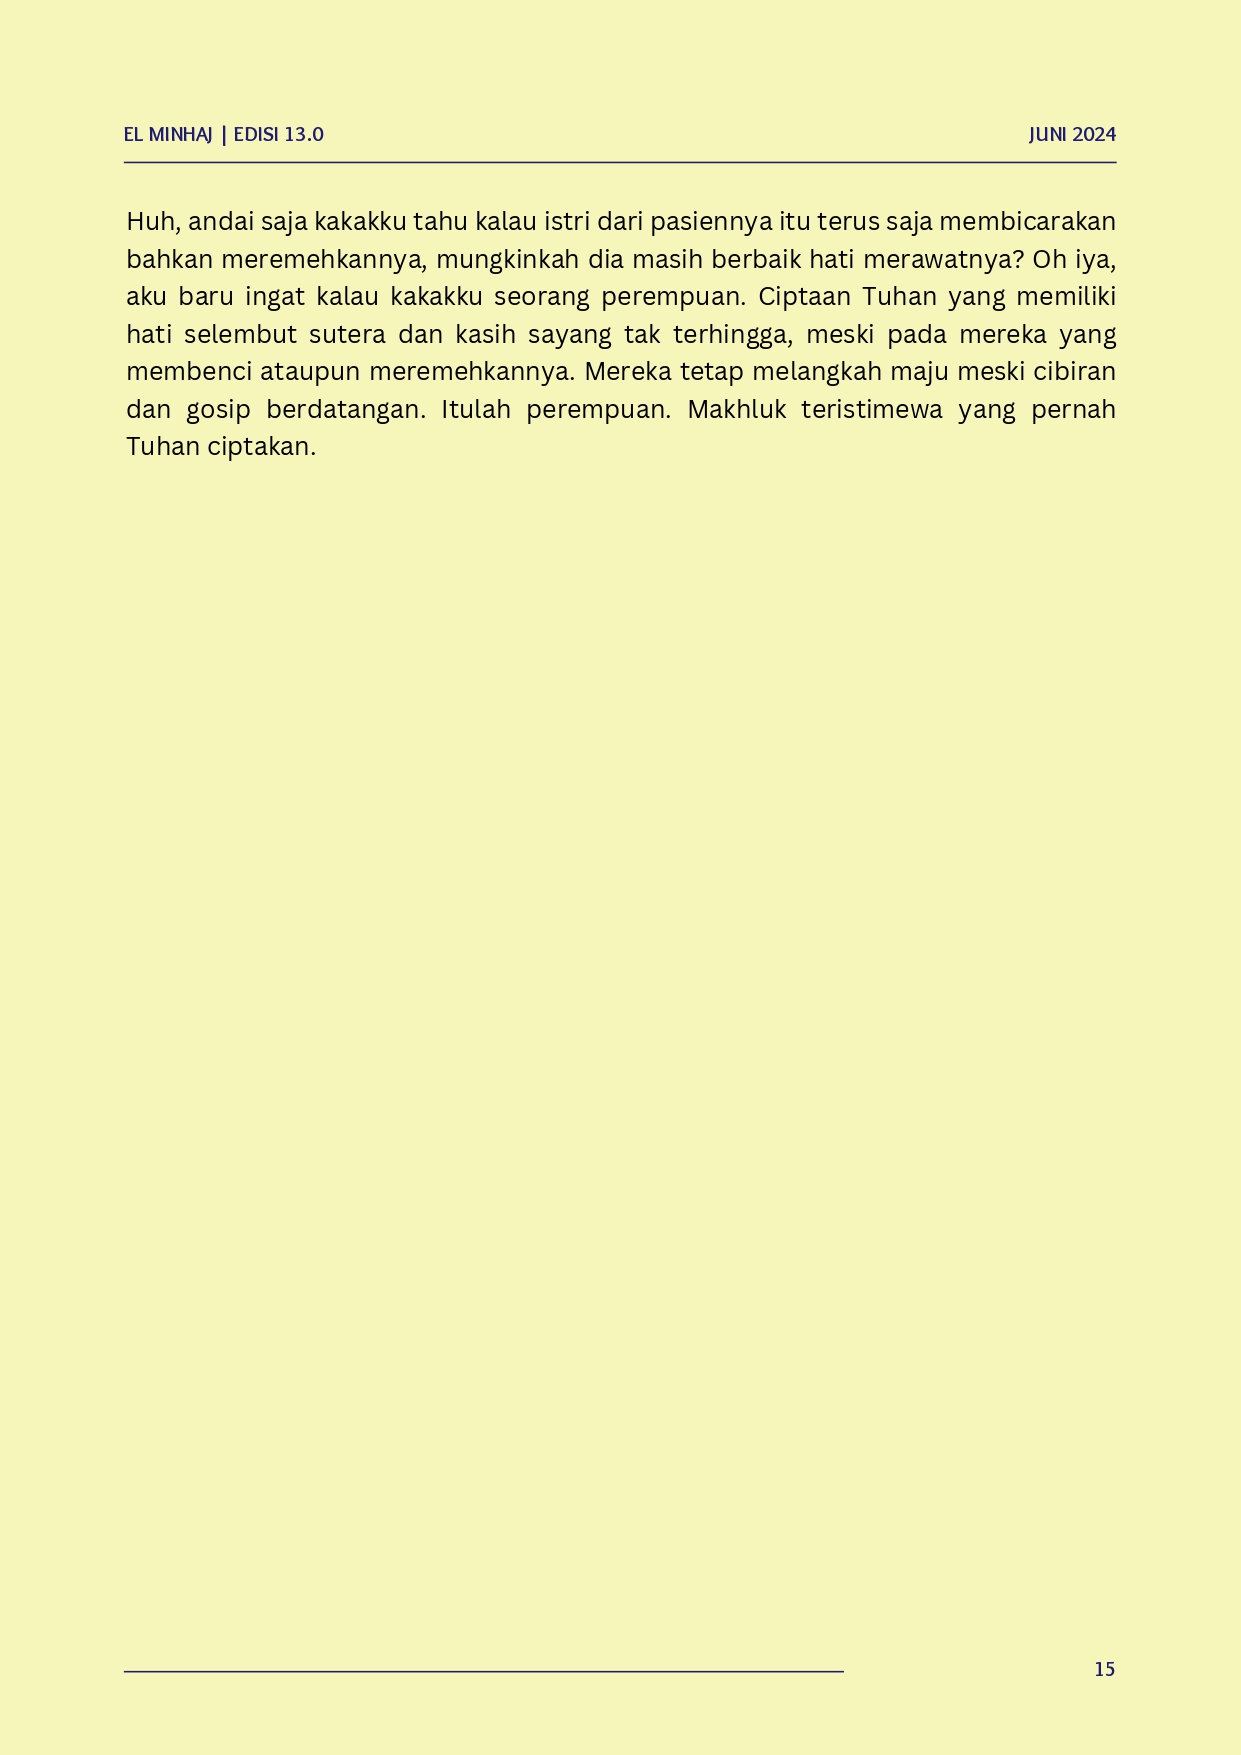 EL MINHAJ | EDISI 13.0
JUNI 2024
Huh, andai saja kakakku tahu kalau istri dari pasiennya itu terus saja membicarakan
bahkan meremehkannya, mungkinkah dia masih berbaik hati merawatnya? Oh iya,
aku baru ingat kalau kakakku seorang perempuan. Ciptaan Tuhan yang memiliki
hati selembut sutera dan kasih sayang tak terhingga, meski pada mereka yang
membenci ataupun meremehkannya. Mereka tetap melangkah maju meski cibiran
dan gosip berdatangan. Itulah perempuan. Makhluk teristimewa yang pernah
Tuhan ciptakan.
15